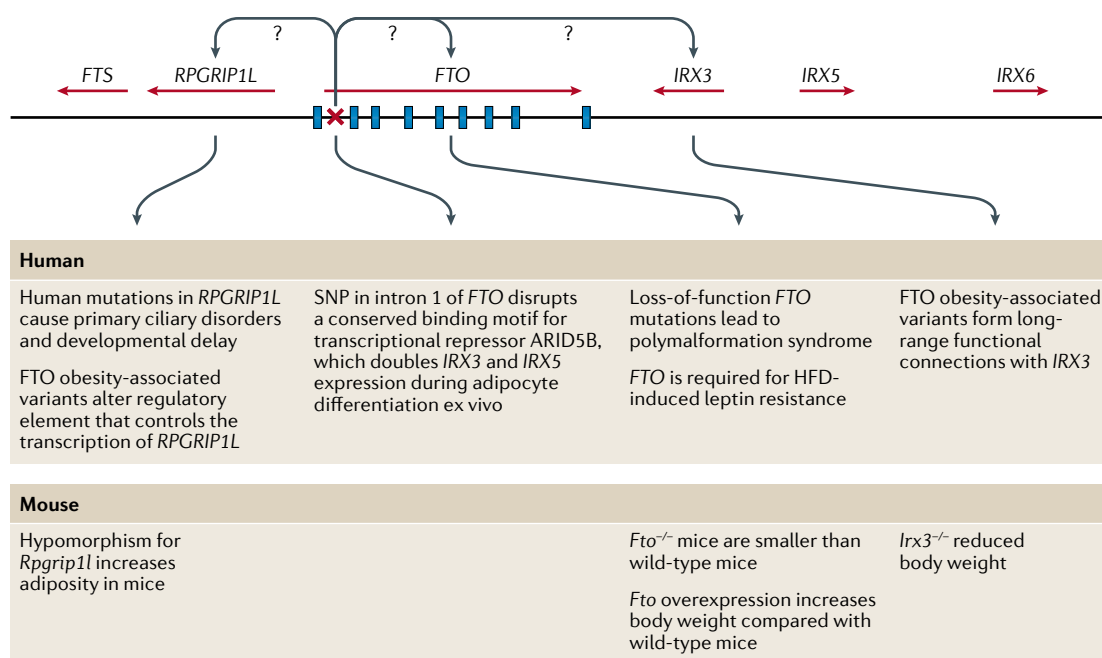 ?
?
?
FTS
RPGRIP1L
FTO
IRX3
IRX5
IRX6
Human
Human mutations in RPGRIP1L
cause primary ciliary disorders
and developmental delay
FTO obesity-associated
variants alter regulatory
element that controls the
transcription of RPGRIP1L
SNP in intron 1 of FTO disrupts
a conserved binding motif for
transcriptional repressor ARID5B,
which doubles IRX3 and IRX5
expression during adipocyte
differentiation ex vivo
Loss-of-function FTO
mutations lead to
polymalformation syndrome
FTO is required for HFD-
induced leptin resistance
FTO obesity-associated
variants form long-
range functional
connections with IRX3
Mouse
Hypomorphism for
Rpgrip1l increases
adiposity in mice
Fto–/– mice are smaller than
wild-type mice
Fto overexpression increases
body weight compared with
wild-type mice
Irx3–/– reduced
body weight